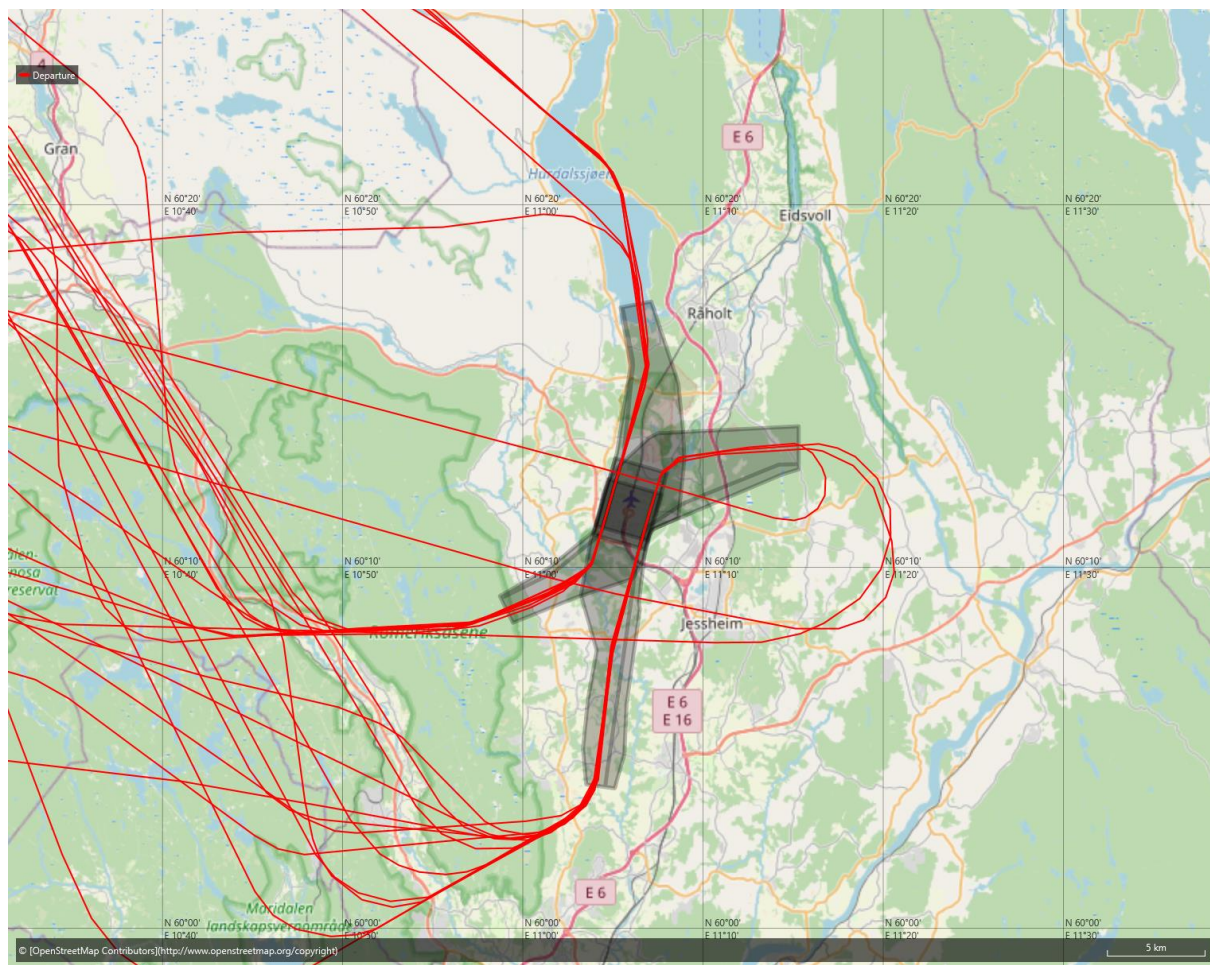 4
Departure
Gran
E 6
Hurdalssjøen
N 60°20'
E 10°40'
N 60°20'
E 10°50'
N 60°20'
E 11°00'
N 60°20'
E 11°10'
Eidsvoll
N 60°20'
E 11°20'
N 60°20'
E 11°30'
Råholt
N 60°10'
E 10°40'
N 60°10'
E 10°50'
N 60°10'
E 11°00'
N 60°10'
E 11°10'
N 60°10'
E 11°20'
N 60°10'
E 11°30'
Romeriksåsene
Jessheim
E 6
E 16
E 6
Maridalen
landskapsvernområde
N 60°00'
E 10°40'
N 60°00'
E 10°50'
N 60°00'
E 11°00'
N 60°00'
E 11°10'
N 60°00'
E 11°20'
N 60°00'
E 11°30'
© [OpenStreetMap Contributors](http://www.openstreetmap.org/copyright)
5 km